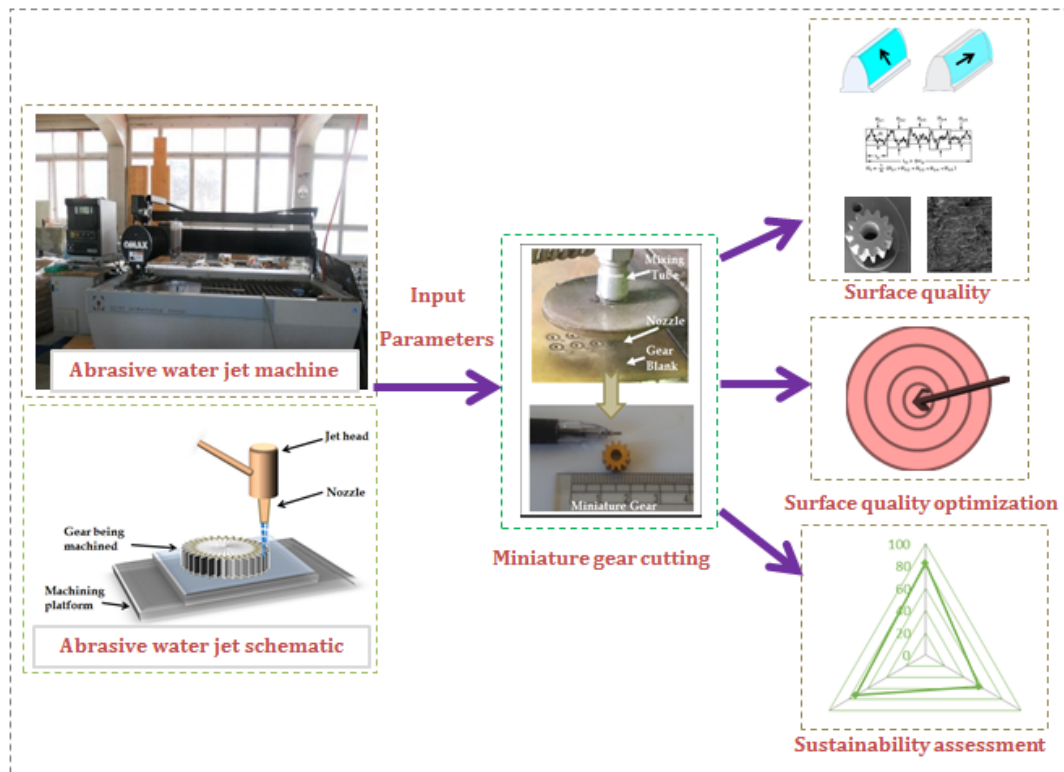 OMAX
Abrasive water jet machine
Jet head
Nozzle
Gear being
machined
Machining
platform
Abrasive water jet schematic
Input
Parameters
Mixing
Tube
Nozzle
Gear
Blank
Miniature Gear
Miniature gear cutting
Surface quality
Surface quality optimization
100
80
60
40
20
0
Sustainability assessment